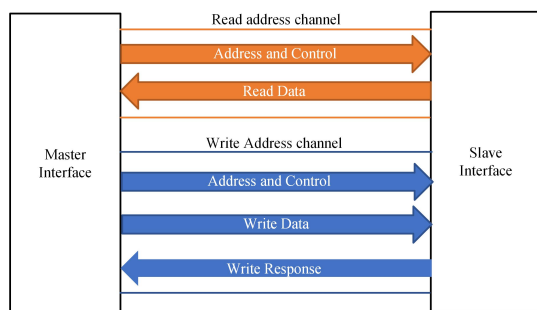 Read address channel
Address and Control
Read Data
Write Address channel
Master
Interface
Slave
Interface
Address and Control
Write Data
Write Response